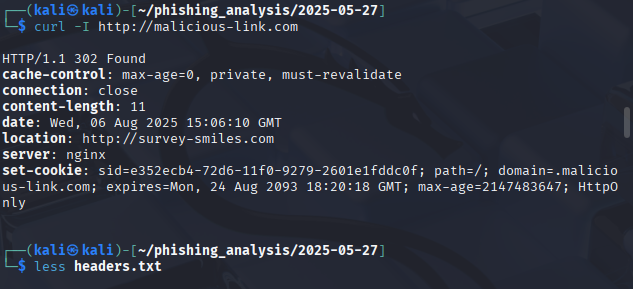 ┌──(kali㉿kali)-[~/phishing_analysis/2025-05-27]
└─$ curl -I http://malicious-link.com
HTTP/1.1 302 Found
cache-control: max-age=0, private, must-revalidate
connection: close
content-length: 11
date: Wed, 06 Aug 2025 15:06:10 GMT
location: http://survey-smiles.com
server: nginx
set-cookie: sid=e352ecb4-72d6-11f0-9279-2601e1fddc0f; path=/; domain=.malicio
us-link.com; expires=Mon, 24 Aug 2093 18:20:18 GMT; max-age=2147483647; HttpO
nly
┌──(kali㉿kali)-[~/phishing_analysis/2025-05-27]
└─$ less headers.txt